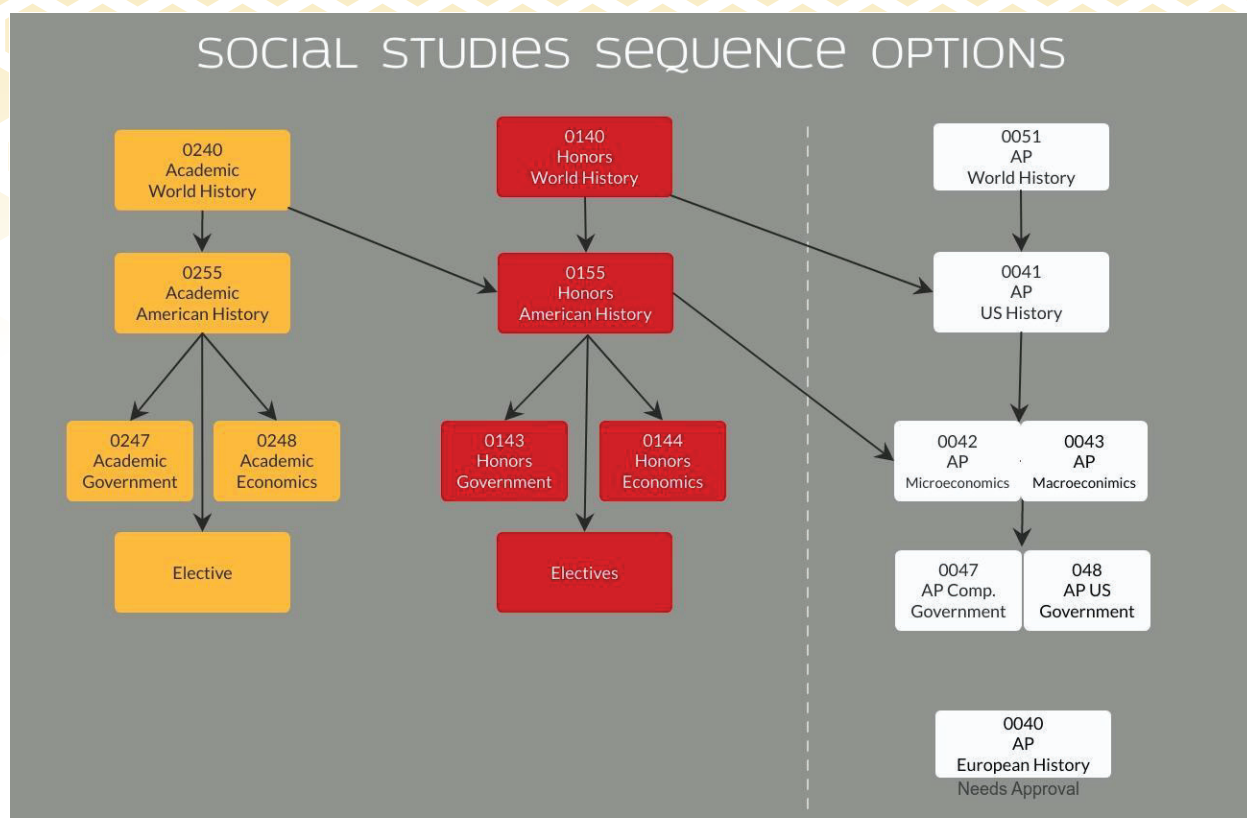 SOCIAL STUDIES SEQUENCE OPTIONS
0240
Academic
World History
0140
Honors
World History
0051
AP
World History
0255
Academic
American History
0155
Honors
American History
0041
AP
US History
0247
Academic
Government
0248
Academic
Economics
0143
Honors
Government
0144
Honors
Economics
0042
AP
Microeconomics
0043
AP
Macroeconimics
Elective
Electives
0047
AP Comp.
Government
048
AP US
Government
0040
AP
European History
Needs Approval